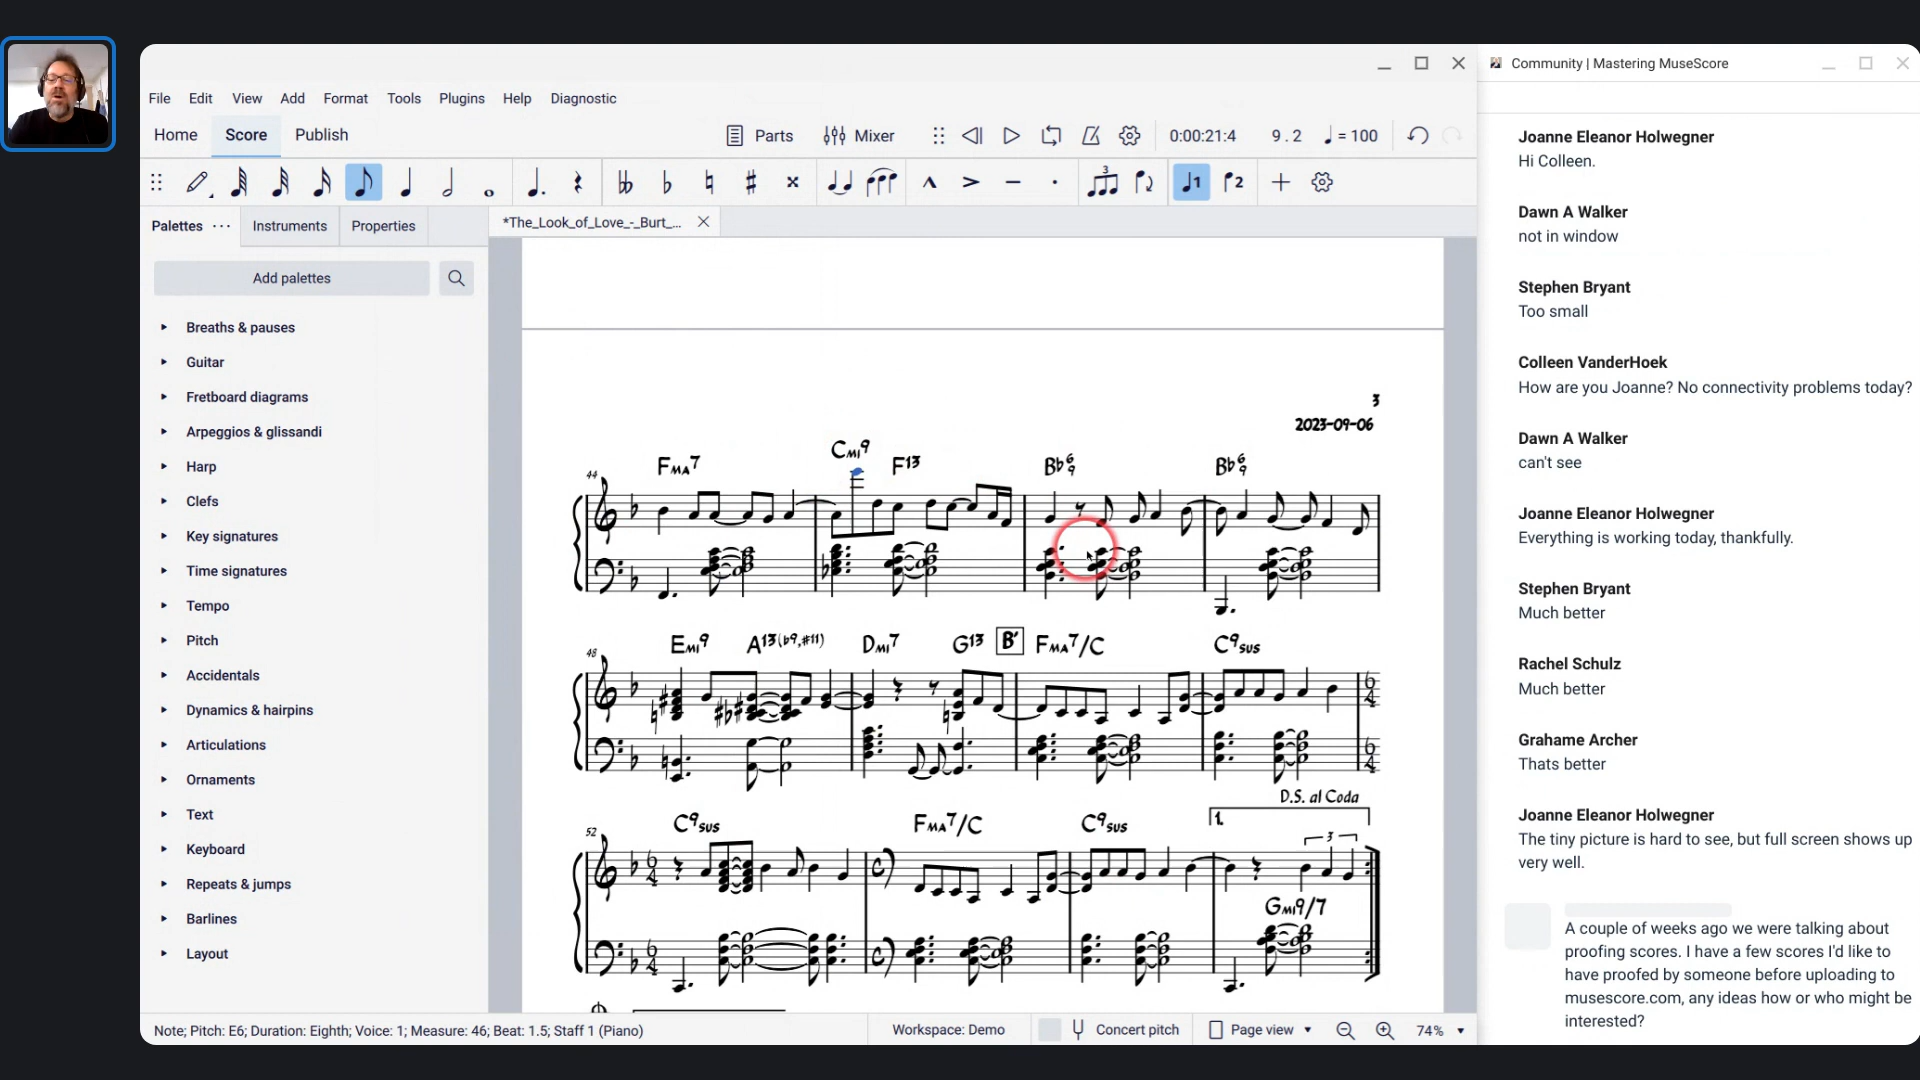 Community | Mastering MuseScore
File Edit View Add Format Tools Plugins Help Diagnostic
Home Score Publish Parts Mixer 0:00:21:4 9 . 2 = 100
Palettes ··· Instruments Properties
*The_Look_of_Love_-_Burt_...
Add palettes
Breaths & pauses
Guitar
Fretboard diagrams
Arpeggios & glissandi
Harp
Clefs
Key signatures
Time signatures
Tempo
Pitch
Accidentals
Dynamics & hairpins
Articulations
Ornaments
Text
Keyboard
Repeats & jumps
Barlines
Layout
3
2023-09-06
44 FMA7 CMI9 F13 Bb69 Bb69
48 EMI9 A13(b9,#11) DMI7 G13 B' FMA7/C C9SUS
6 4
6 4
D.S. al Coda
52 C9SUS FMA7/C C9SUS 1.
3
6 4
GMI9/7
6 4
Note; Pitch: E6; Duration: Eighth; Voice: 1; Measure: 46; Beat: 1.5; Staff 1 (Piano)
Workspace: Demo Concert pitch Page view 74%
Joanne Eleanor Holwegner
Hi Colleen.
Dawn A Walker
not in window
Stephen Bryant
Too small
Colleen VanderHoek
How are you Joanne? No connectivity problems today?
Dawn A Walker
can't see
Joanne Eleanor Holwegner
Everything is working today, thankfully.
Stephen Bryant
Much better
Rachel Schulz
Much better
Grahame Archer
Thats better
Joanne Eleanor Holwegner
The tiny picture is hard to see, but full screen shows up
very well.
A couple of weeks ago we were talking about
proofing scores. I have a few scores I'd like to
have proofed by someone before uploading to
musescore.com, any ideas how or who might be
interested?